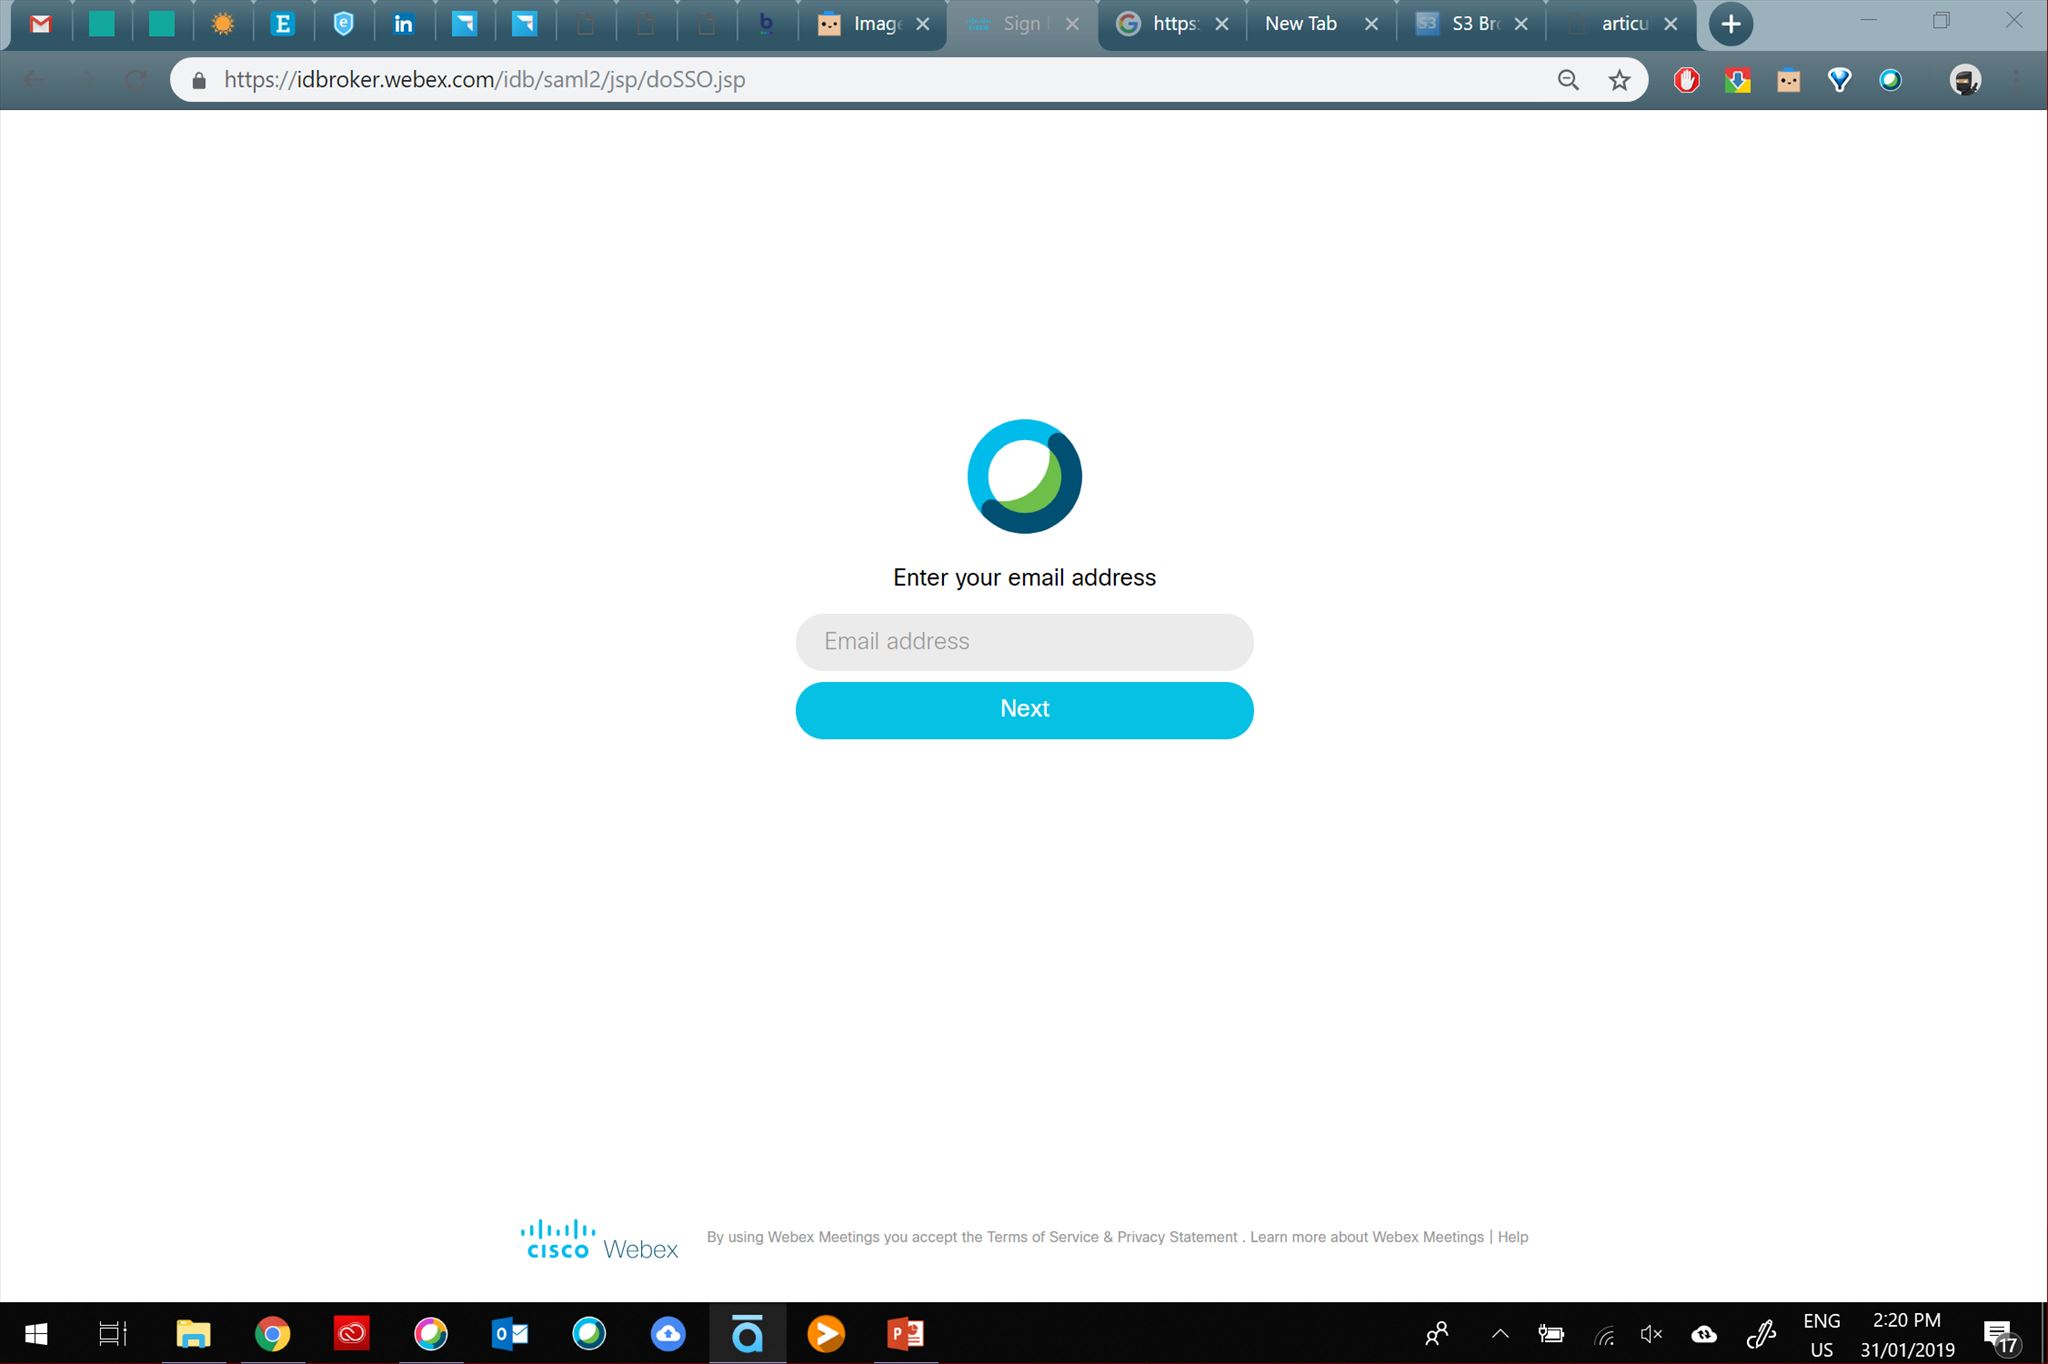 Image
Sign
https:
New Tab
S3 Bro
articu
https://idbroker.webex.com/idb/saml2/jsp/doSSO.jsp
Enter your email address
Email address
Next
CISCO Webex
By using Webex Meetings you accept the Terms of Service & Privacy Statement . Learn more about Webex Meetings | Help
ENG
US
2:20 PM
31/01/2019
17